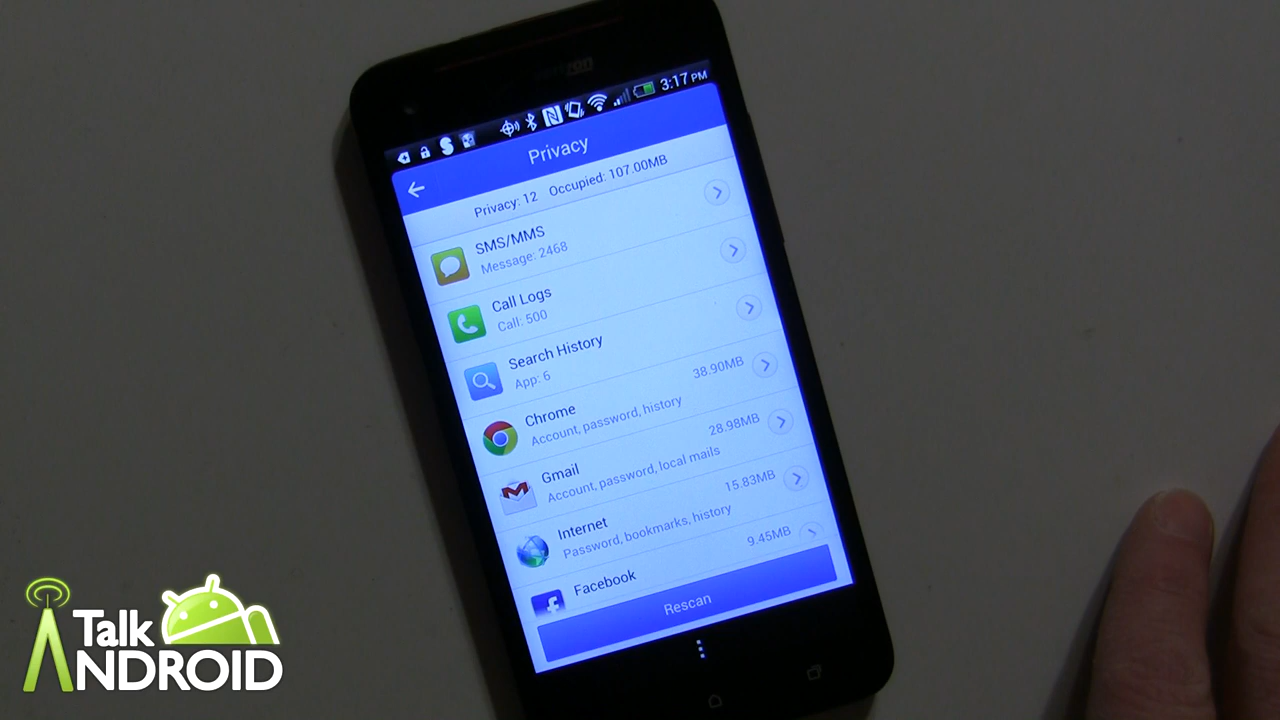 3:17 PM
Privacy
Privacy: 12 Occupied: 107.00MB
SMS/MMS
Message: 2468
Call Logs
Call: 500
Search History
App: 6
Chrome
38.90MB
Account, password, history
Gmail
28.98MB
Account, password, local mails
Internet
15.83MB
Password, bookmarks, history
Facebook
9.45MB
Rescan
Talk
ANDROID